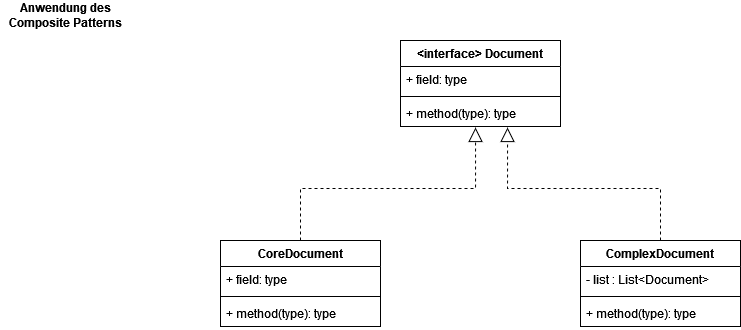 Anwendung des
Composite Patterns
<interface> Document
+ field: type
+ method(type): type
CoreDocument
+ field: type
+ method(type): type
ComplexDocument
- list : List<Document>
+ method(type): type